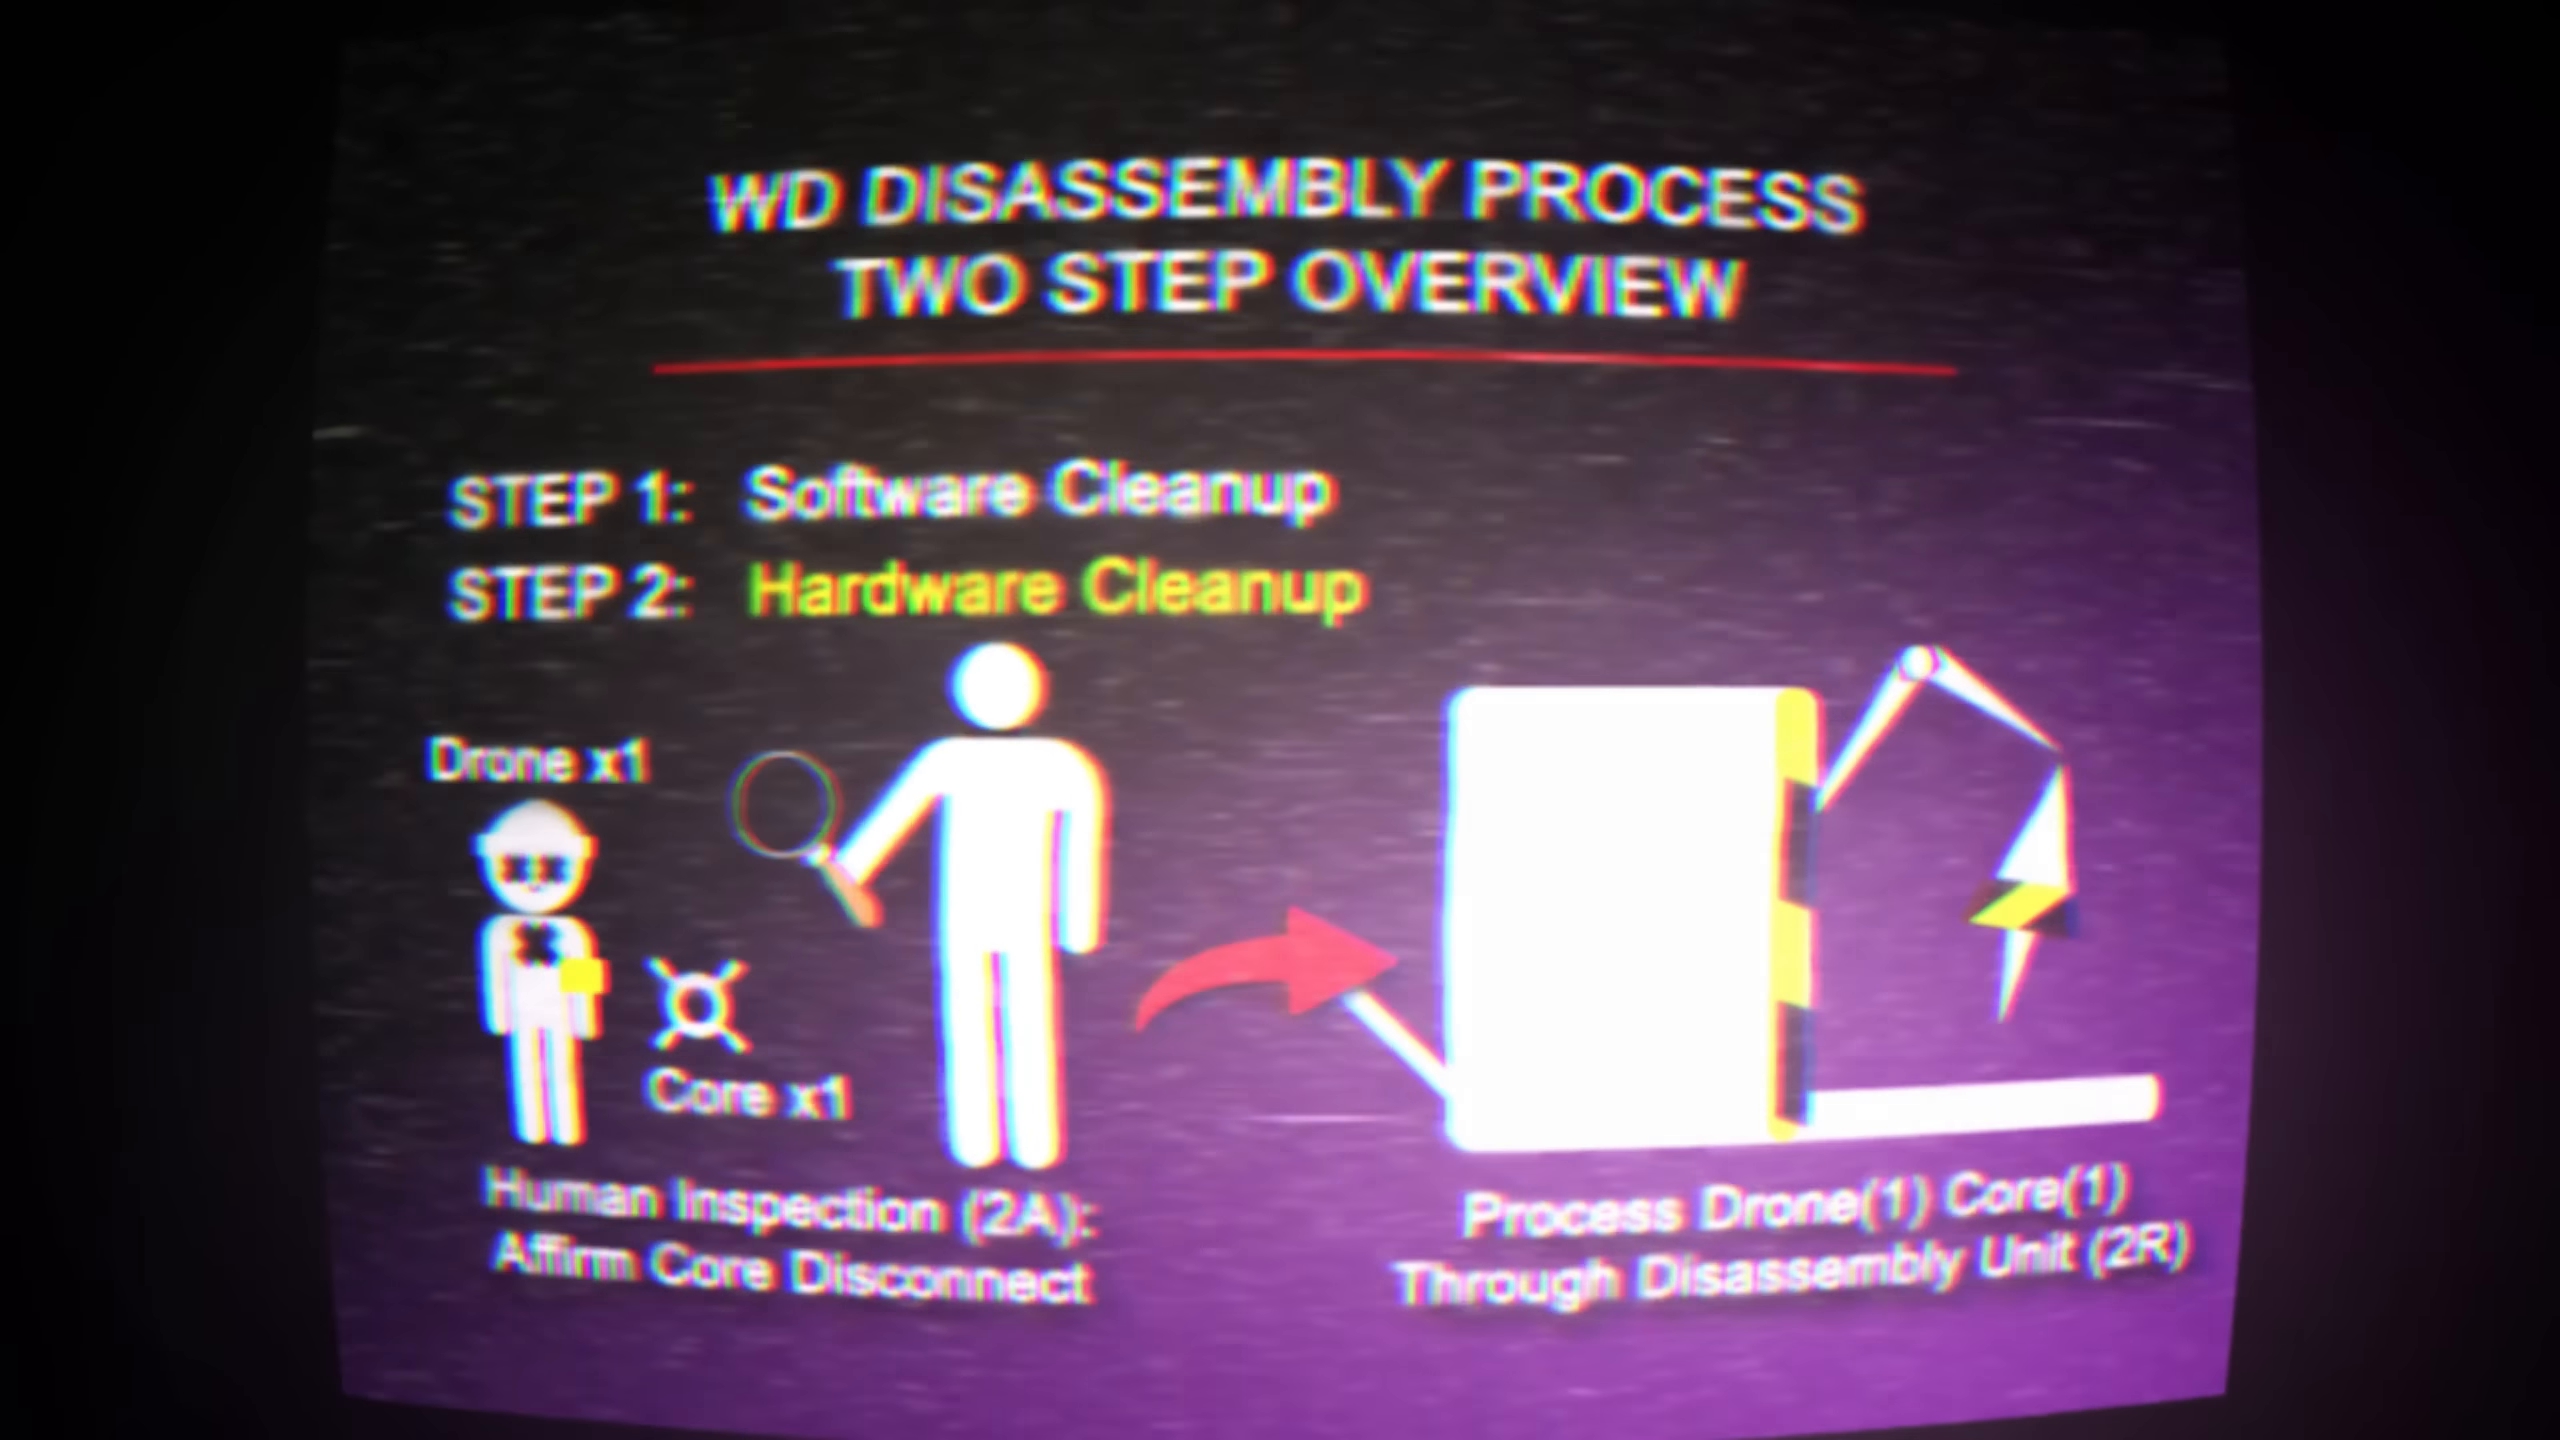 WD DISASSEMBLY PROCESS
TWO STEP OVERVIEW
STEP 1: Software Cleanup
STEP 2: Hardware Cleanup
Drone x1
Core x1
Human Inspection (2A):
Affirm Core Disconnect
Process Drone(1) Core(1)
Through Disassembly Unit (2R)